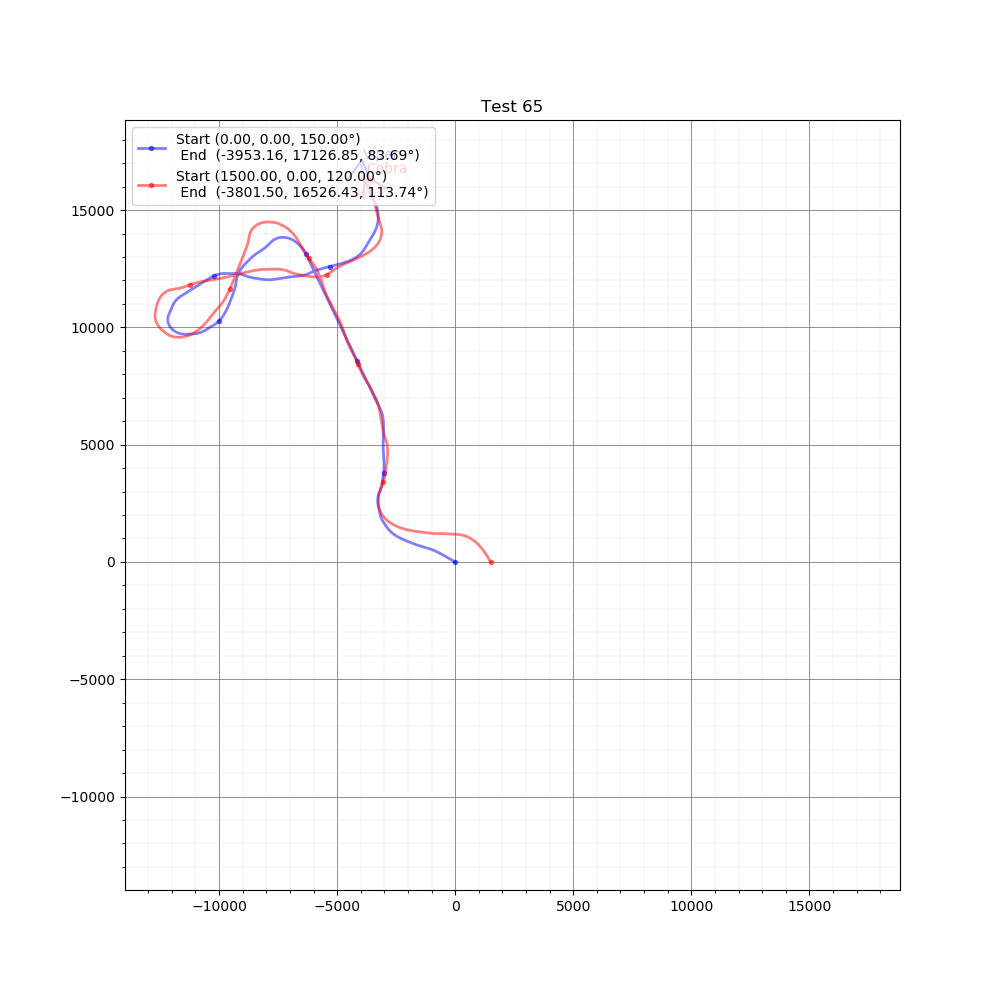 Test 65
Start (0.00, 0.00, 150.00°)
End (-3953.16, 17126.85, 83.69°)
Cobra
Start (1500.00, 0.00, 120.00°)
End (-3801.50, 16526.43, 113.74°)
15000
10000
5000
0
−5000
−10000
−10000 −5000 0 5000 10000 15000